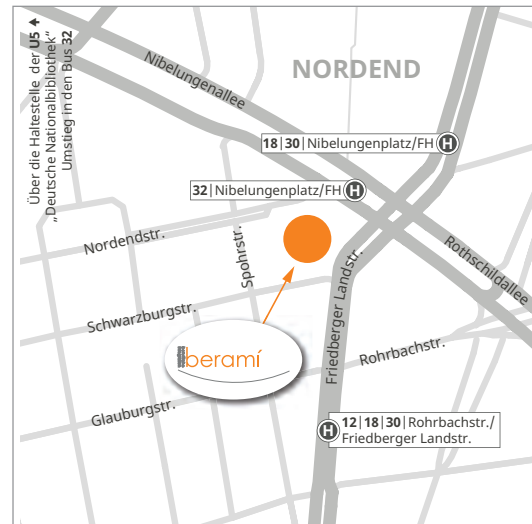 Über die Haltestelle der U5
„Deutsche Nationalbibliothek“
Umstieg in den Bus 32
Nibelungenallee
NORDEND
18|30|Nibelungenplatz/FH H
32|Nibelungenplatz/FH H
Nordendstr.
Spohrstr.
Rothschildallee
Schwarzburgstr.
Friedberger Landstr.
beramí
Rohrbachstr.
Glauburgstr.
H 12|18|30|Rohrbachstr./
Friedberger Landstr.